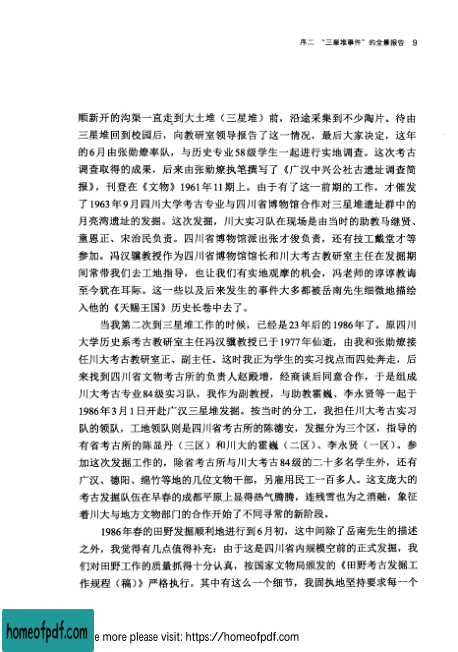 序二 “三星堆事件”的全景报告 9
顺新开的沟渠一直走到大土堆（三星堆）前，沿途采集到不少陶片。待由
三星堆回到校园后，向教研室领导报告了这一情况，最后大家决定，这年
的6月由张勋燎率队，与历史专业58级学生一起进行实地调查。这次考古
调查取得的成果，后来由张勋燎执笔撰写了《广汉中兴公社古遗址调查简
报》，刊登在《文物》1961年11期上。由于有了这一前期的工作，才催发
了1963年9月四川大学考古专业与四川省博物馆合作对三星堆遗址群中的
月亮湾遗址的发掘。这次发掘，川大实习队在现场是由当时的助教马继贤、
童恩正、宋治民负责。四川省博物馆派出张才俊负责，还有技工戴堂才等
参加。冯汉骥教授作为四川省博物馆馆长和川大考古教研室主任在发掘期
间常带我们去工地指导，也让我们有实地观摩的机会，冯老师的谆谆教诲
至今犹在耳际。这一些以及后来发生的事件大多都被岳南先生细微地描绘
入他的《天赐王国》历史长卷中去了。
当我第二次到三星堆工作的时候，已经是23年后的1986年了。原四川
大学历史系考古教研室主任冯汉骥教授已于1977年仙逝，由我和张勋燎接
任川大考古教研室正、副主任。这时我正为学生的实习找点而四处奔走，后
来找到四川省文物考古所的负责人赵殿增，经商谈后同意合作，于是组成
川大考古专业84级实习队，我作为副教授，与助教霍巍、李永贤等一起于
1986年3月1日开赴广汉三星堆发掘。按当时的分工，我担任川大考古实习
队的领队，工地领队则是四川省考古所的陈德安，发掘分为三个区，指导的
有省考古所的陈显丹（三区）和川大的霍巍（二区）、李永贤（一区）。参
加这次发掘工作的，除省考古所与川大考古84级的二十多名学生外，还有
广汉、德阳、绵竹等地的几位文物干部，另雇用民工一百多人。这支庞大的
考古发掘队伍在早春的成都平原上显得热气腾腾，连残雪也为之消融，象征
着川大与地方文物部门的合作开始了不同寻常的新阶段。
1986年春的田野发掘顺利地进行到6月初，这中间除了岳南先生的描述
之外，我觉得有几点值得补充：由于这是四川省内规模空前的正式发掘，我
们对田野工作的质量抓得十分认真，按国家文物局颁发的《田野考古发掘工
作规程（稿）》严格执行。其中有这么一个细节，我固执地坚持要求每一个
homeofpdf.com
e more please visit: https://homeofpdf.com